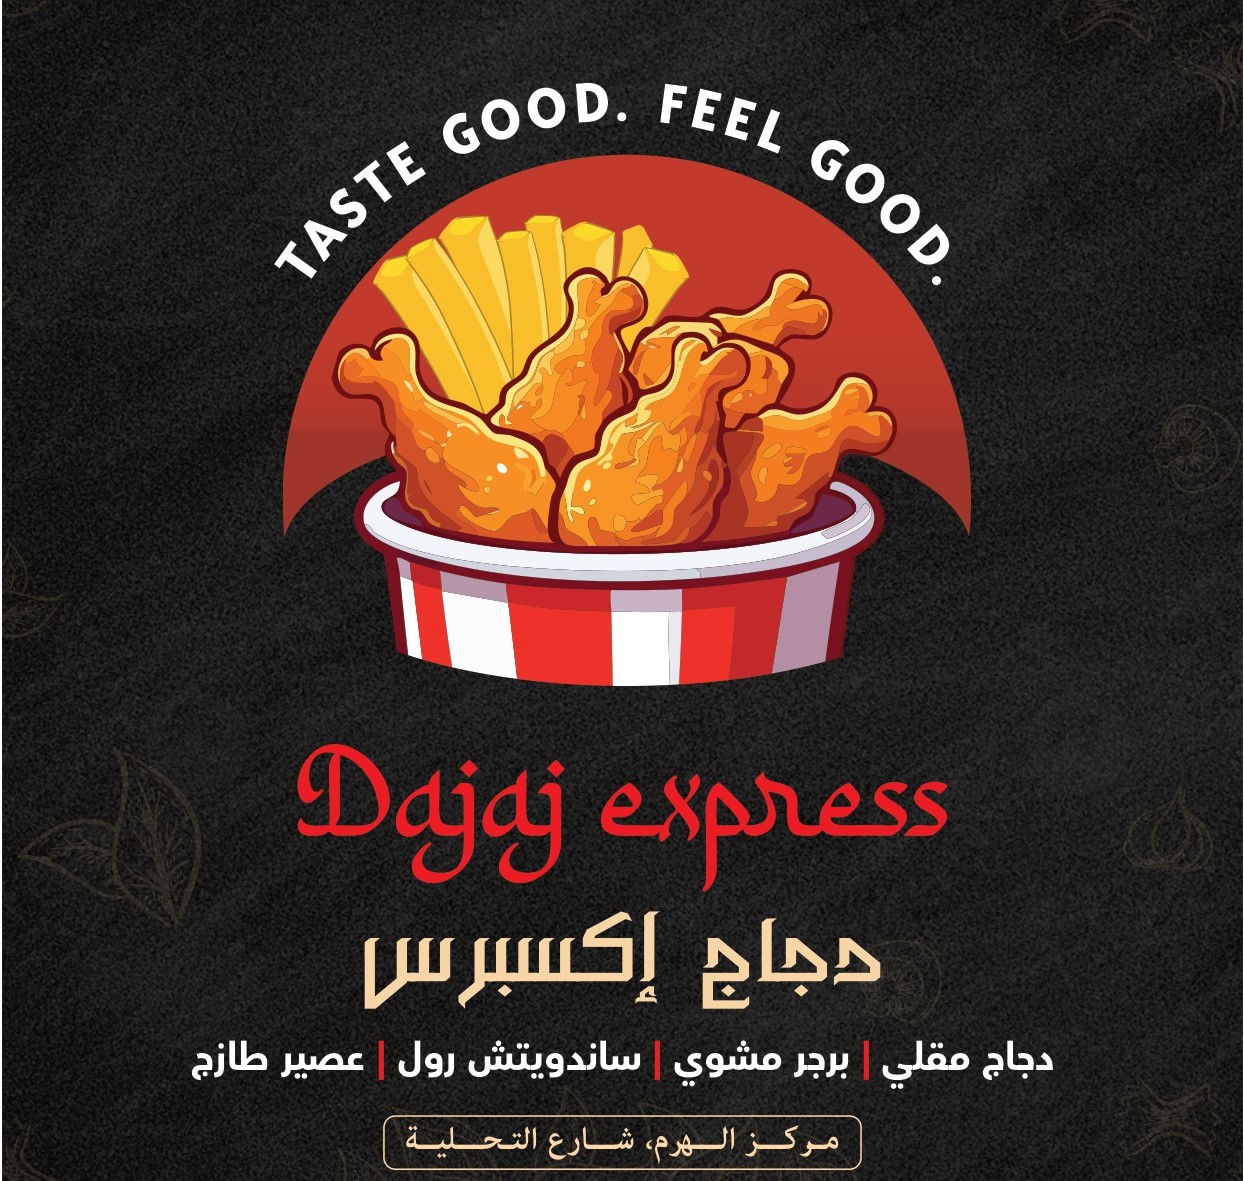 TASTE GOOD. FEEL GOOD.
Dajaj express
دجاج إكسبرس
دجاج مقلي | برجر مشوي | ساندويتش رول | عصير طازج
مركز الهرم، شارع التحلية